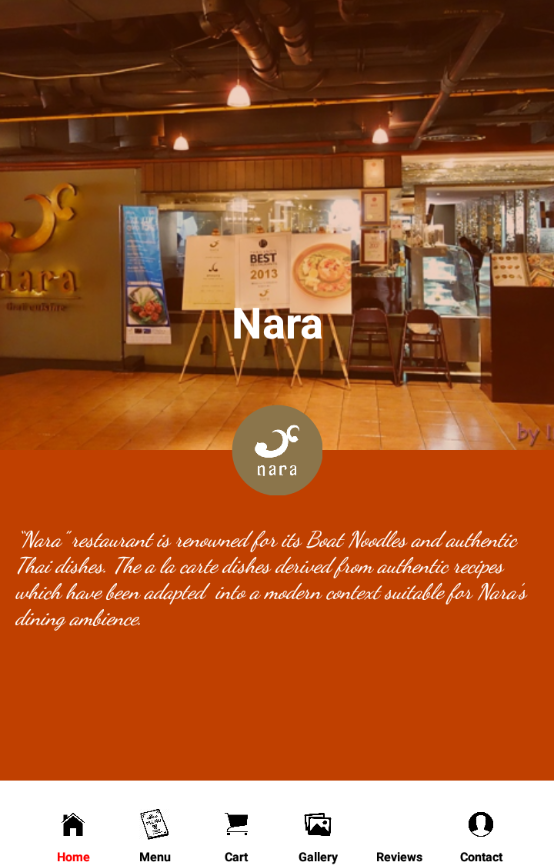 nara
BEST
2013
Nara
by
nara
“Nara” restaurant is renowned for its Boat Noodles and authentic
Thai dishes. The a la carte dishes derived from authentic recipes
which have been adapted  into a modern context suitable for Nara's
dining ambience.
Home Menu Cart Gallery Reviews Contact